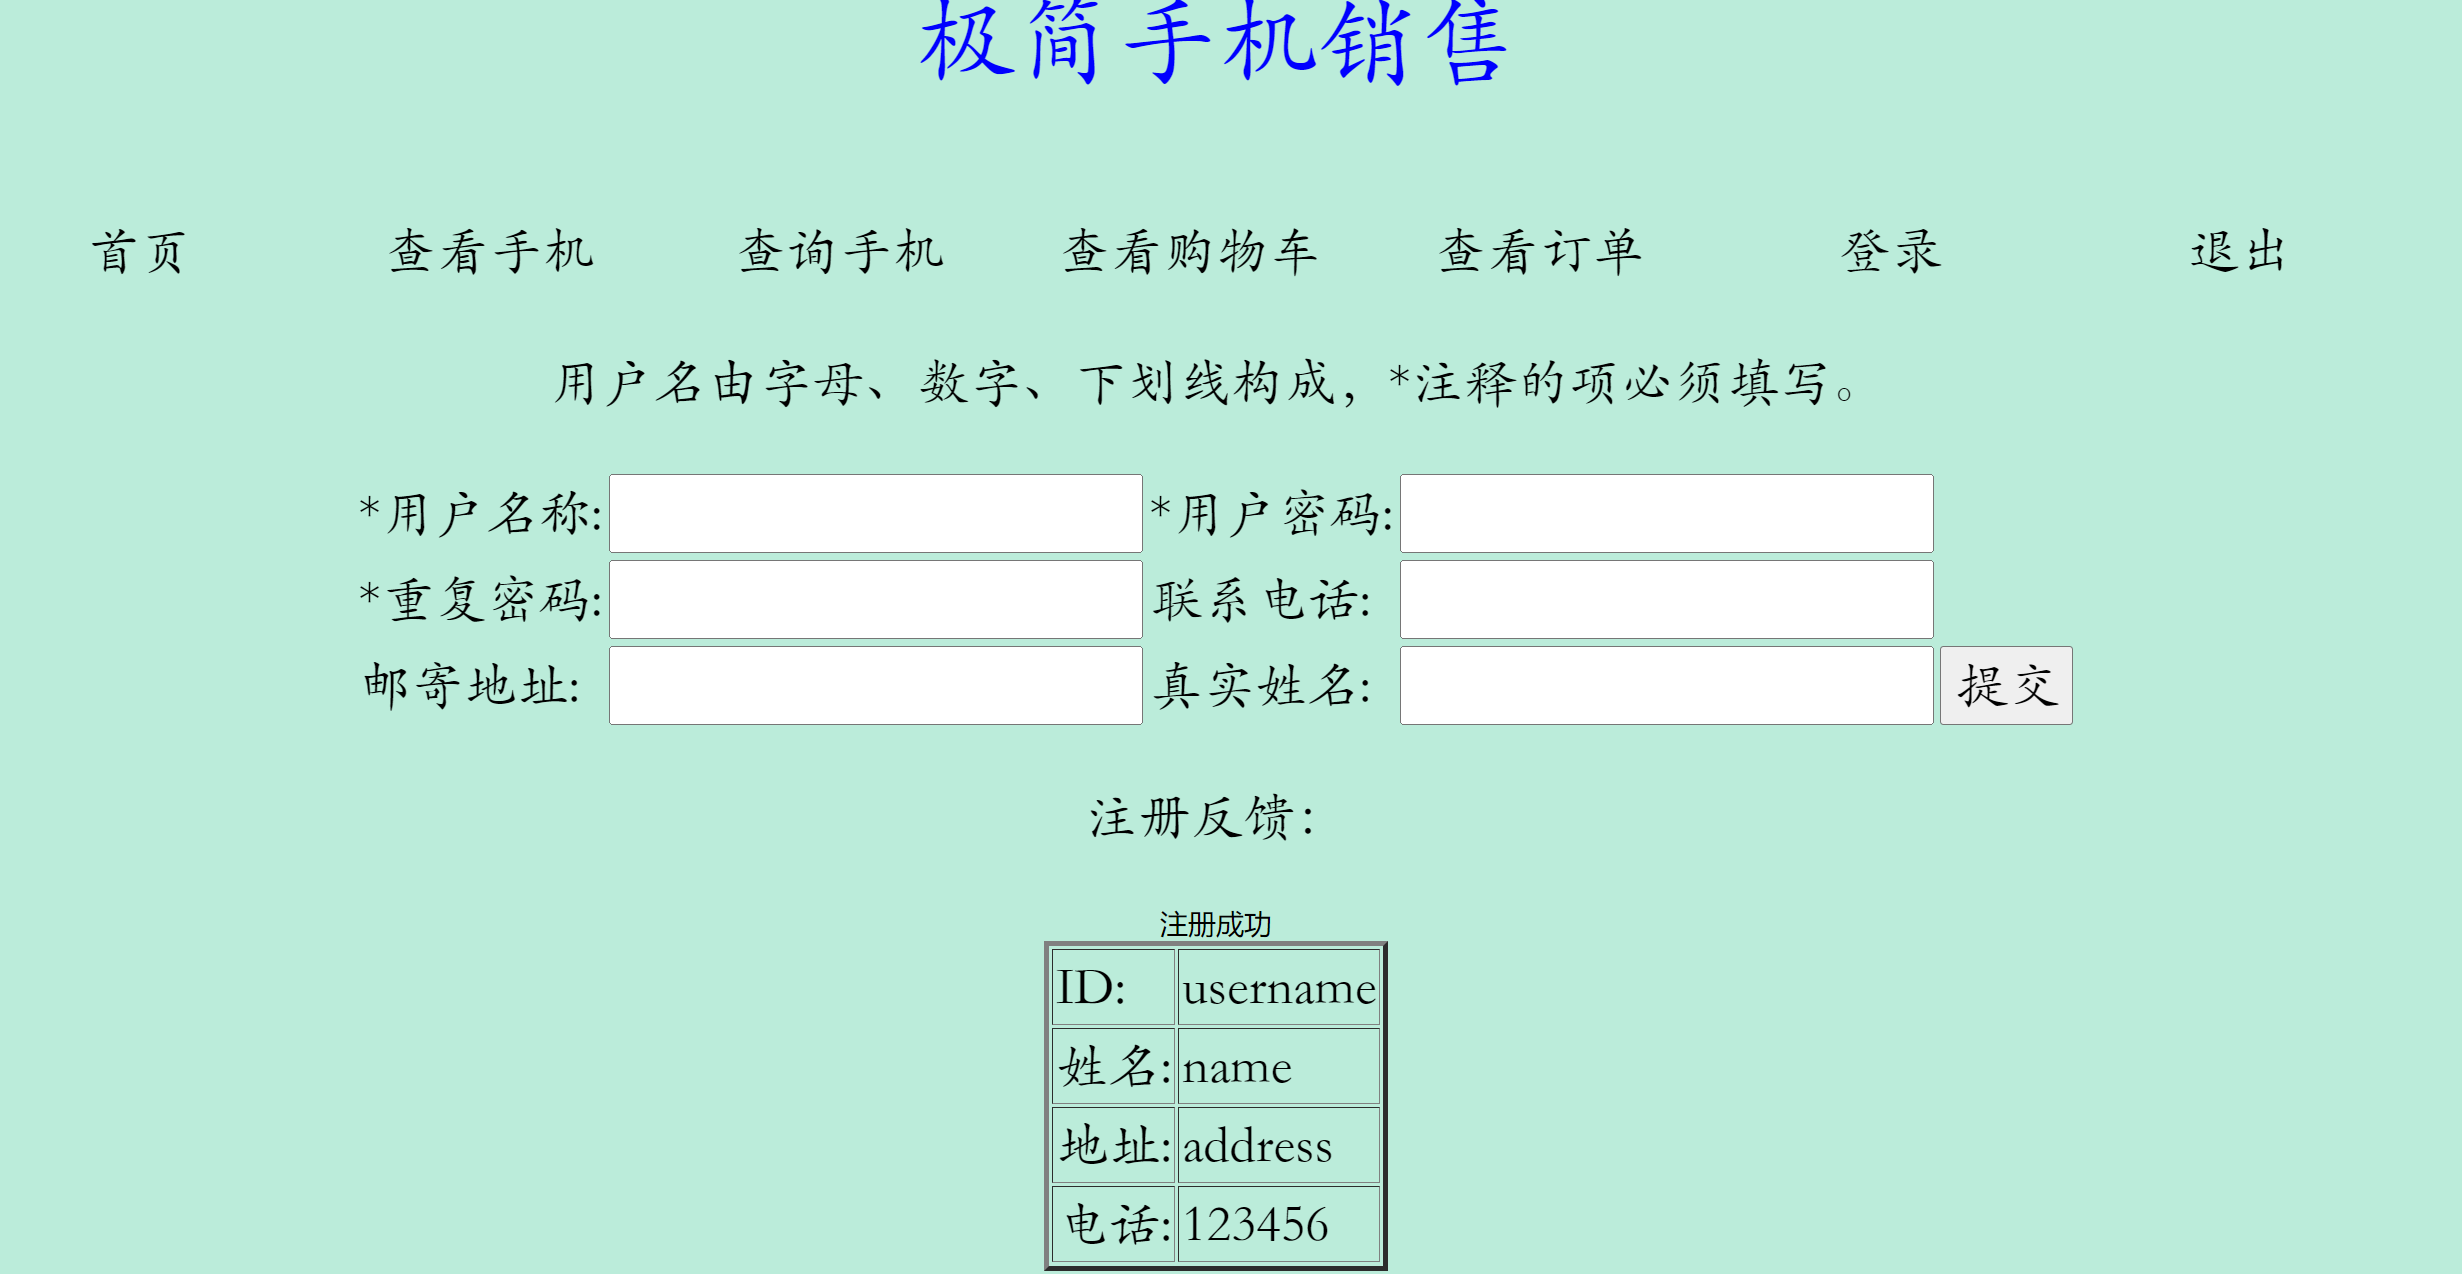 极简手机销售
首页 查看手机 查询手机 查看购物车 查看订单 登录 退出
用户名由字母、数字、下划线构成，*注释的项必须填写。
*用户名称: *用户密码:
*重复密码: 联系电话:
邮寄地址: 真实姓名: 提交
注册反馈：
注册成功
ID: username
姓名: name
地址: address
电话: 123456